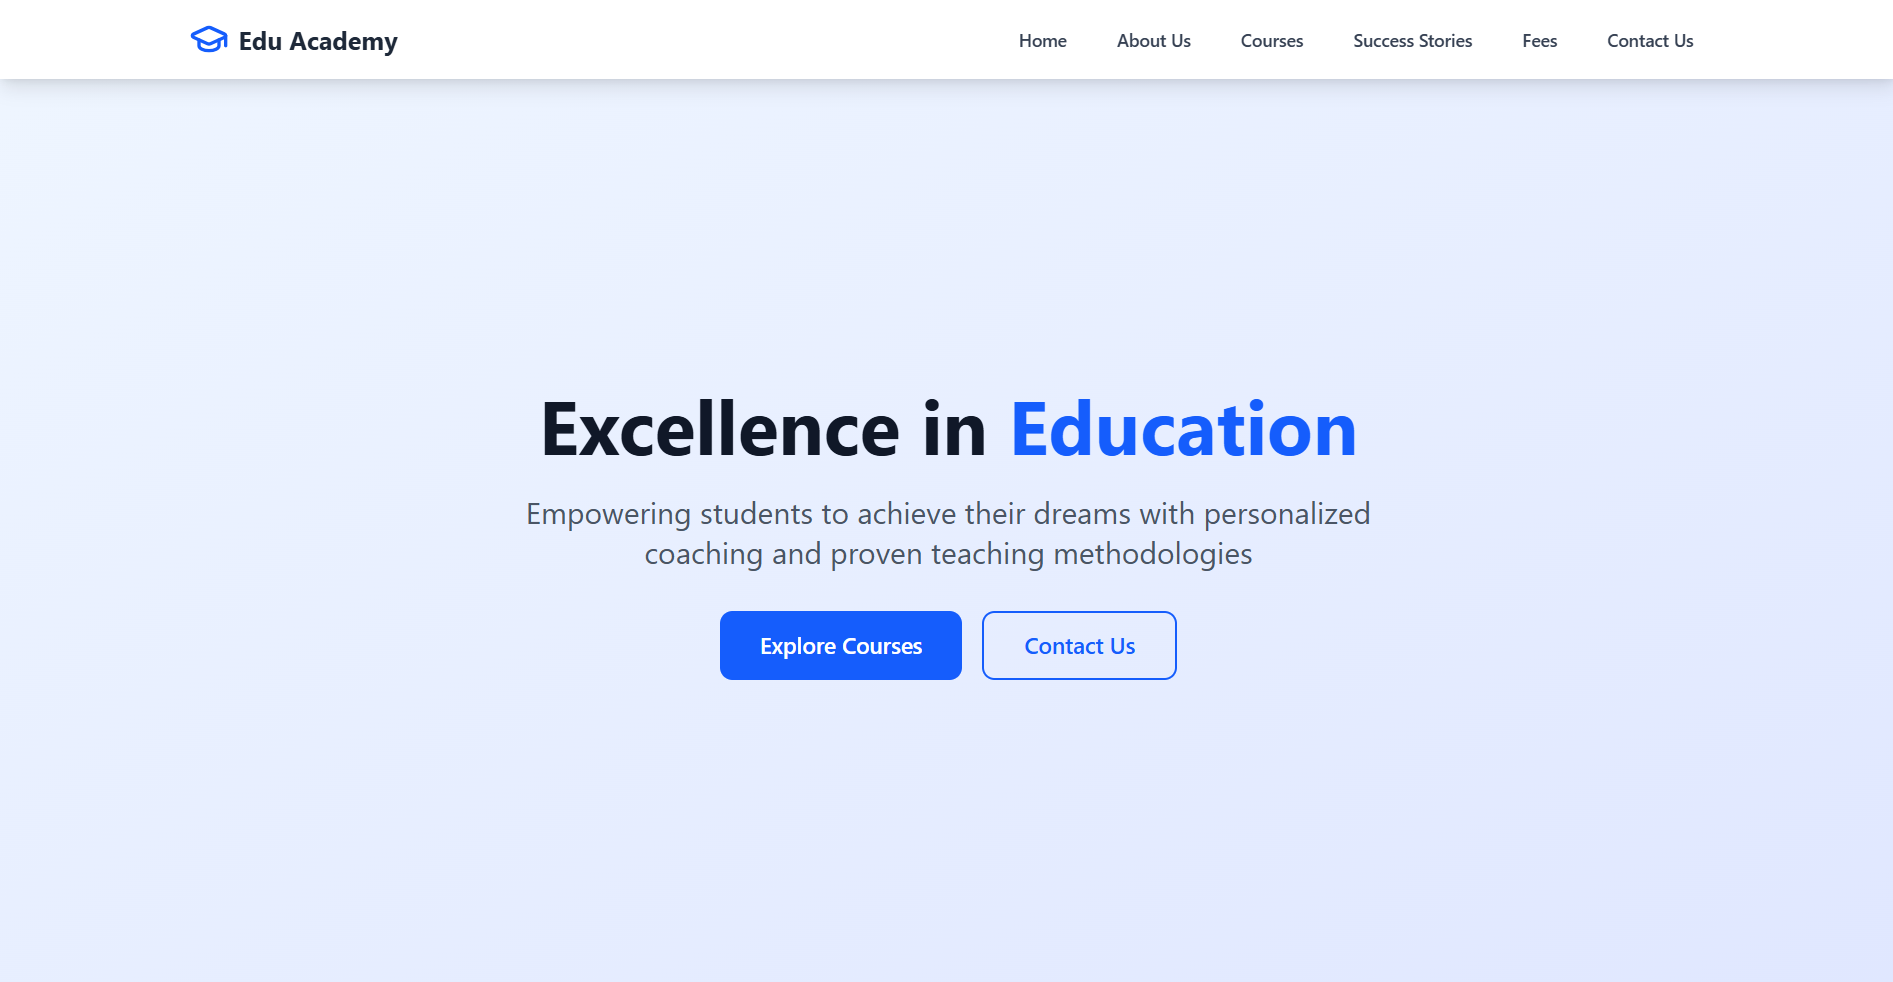 Edu Academy
Home About Us Courses Success Stories Fees Contact Us
Excellence in Education
Empowering students to achieve their dreams with personalized
coaching and proven teaching methodologies
Explore Courses Contact Us